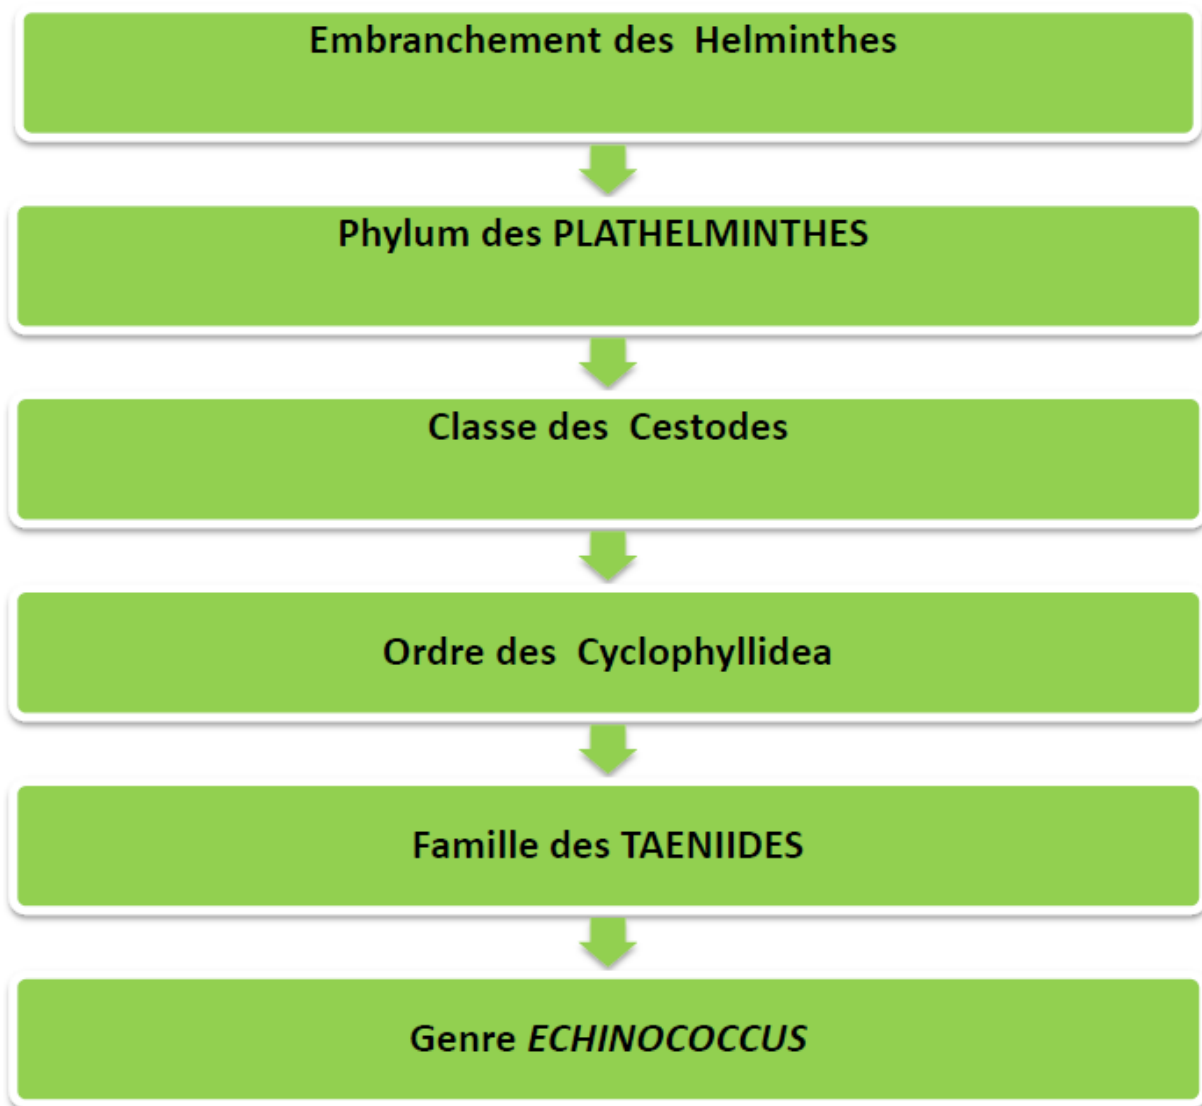 Embranchement des Helminthes
Phylum des PLATHELMINTHES
Classe des Cestodes
Ordre des Cyclophyllidea
Famille des TAENIIDES
Genre ECHINOCOCCUS